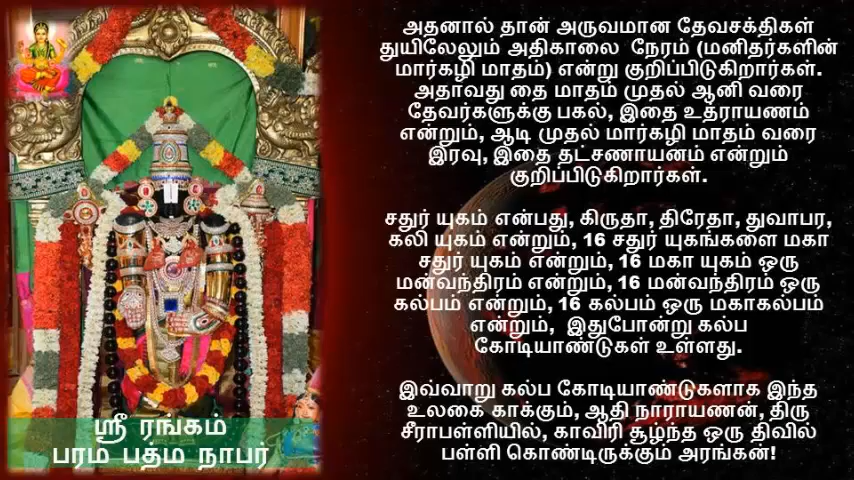 அதனால் தான் அருவமான தேவசக்திகள்
துயிலேலும் அதிகாலை நேரம் (மனிதர்களின்
மார்கழி மாதம்) என்று குறிப்பிடுகிறார்கள்.
அதாவது தை மாதம் முதல் ஆனி வரை
தேவர்களுக்கு பகல், இதை உத்ராயணம்
என்றும், ஆடி முதல் மார்கழி மாதம் வரை
இரவு, இதை தட்சணாயனம் என்றும்
குறிப்பிடுகிறார்கள்.
சதுர் யுகம் என்பது, கிருதா, திரேதா, துவாபர,
கலி யுகம் என்றும், 16 சதுர் யுகங்களை மகா
சதுர் யுகம் என்றும், 16 மகா யுகம் ஒரு
மன்வந்திரம் என்றும், 16 மன்வந்திரம் ஒரு
கல்பம் என்றும், 16 கல்பம் ஒரு மகாகல்பம்
என்றும், இதுபோன்று கல்ப
கோடியாண்டுகள் உள்ளது.
இவ்வாறு கல்ப கோடியாண்டுகளாக இந்த
உலகை காக்கும், ஆதி நாராயணன், திரு
சீராபள்ளியில், காவிரி சூழ்ந்த ஒரு திவில்
பள்ளி கொண்டிருக்கும் அரங்கன்!
ஸ்ரீ ரங்கம்
பரம பத்ம நாபர்